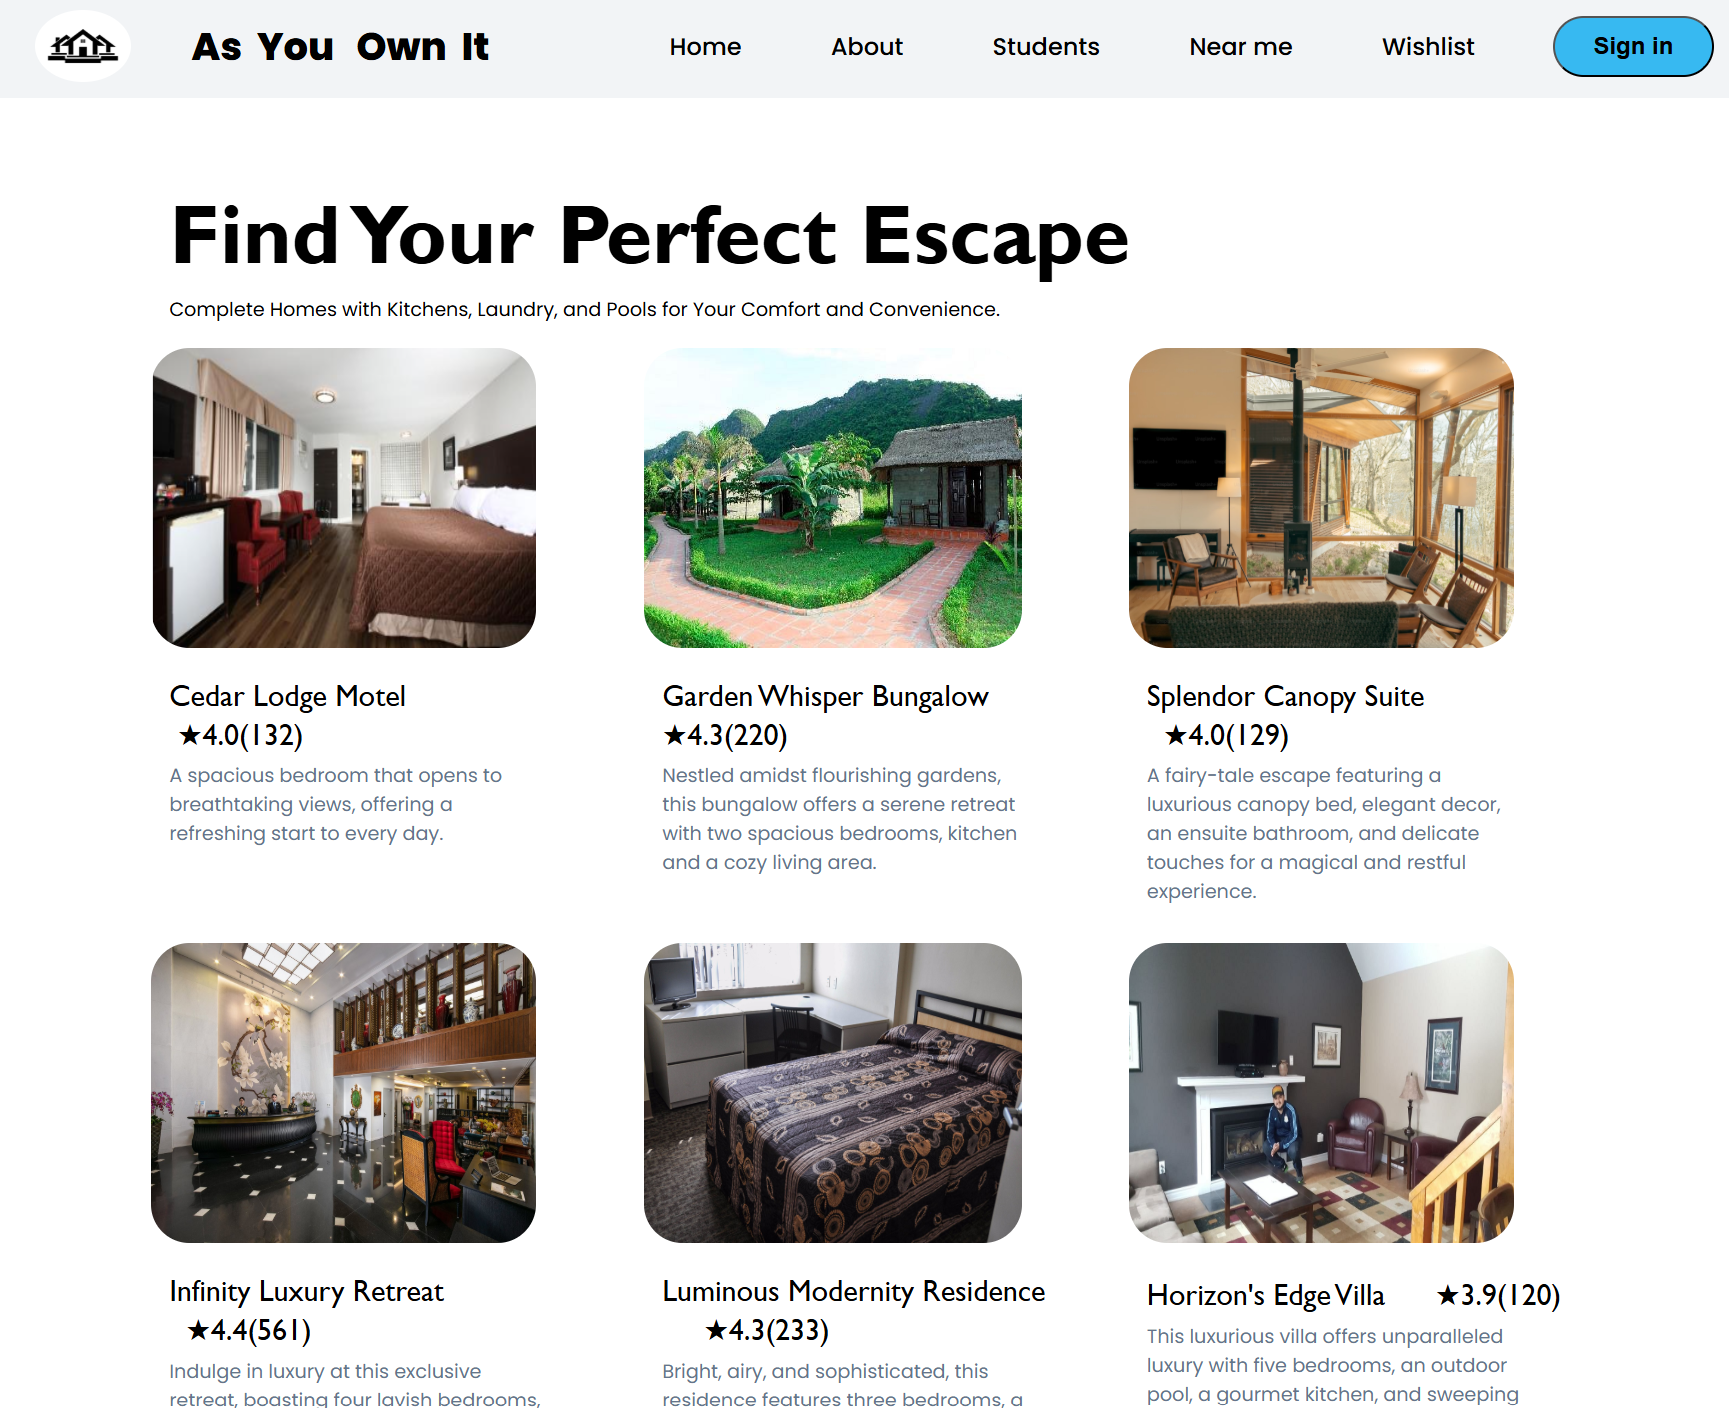 As You Own It
Home
About
Students
Near me
Wishlist
Sign in
Find Your Perfect Escape
Complete Homes with Kitchens, Laundry, and Pools for Your Comfort and Convenience.
Cedar Lodge Motel
★4.0(132)
A spacious bedroom that opens to
breathtaking views, offering a
refreshing start to every day.
Garden Whisper Bungalow
★4.3(220)
Nestled amidst flourishing gardens,
this bungalow offers a serene retreat
with two spacious bedrooms, kitchen
and a cozy living area.
Splendor Canopy Suite
★4.0(129)
A fairy-tale escape featuring a
luxurious canopy bed, elegant decor,
an ensuite bathroom, and delicate
touches for a magical and restful
experience.
Infinity Luxury Retreat
★4.4(561)
Indulge in luxury at this exclusive
retreat, boasting four lavish bedrooms,
Luminous Modernity Residence
★4.3(233)
Bright, airy, and sophisticated, this
residence features three bedrooms, a
Horizon's Edge Villa ★3.9(120)
This luxurious villa offers unparalleled
luxury with five bedrooms, an outdoor
pool, a gourmet kitchen, and sweeping